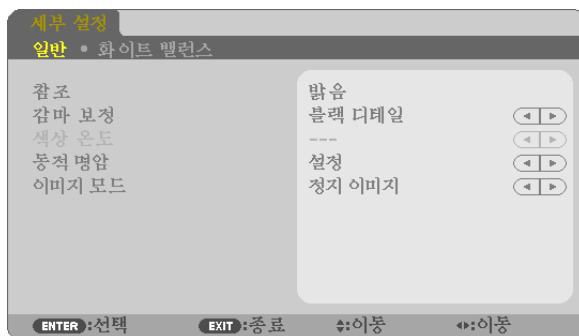 세부 설정
일반 • 화이트 밸런스
참조 밝음
감마 보정 블랙 디테일
색상 온도 ---
동적 명암 설정
이미지 모드 정지 이미지
ENTER:선택 EXIT:종료 :이동 :이동